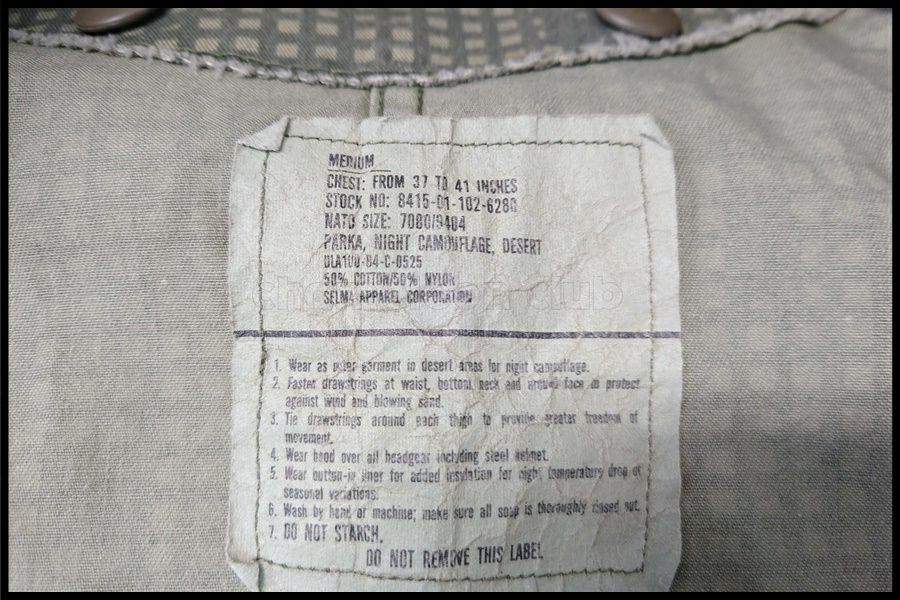 MEDIUM
CHEST: FROM 37 TO 41 INCHES
STOCK NO: 8415-01-102-6280
NATO SIZE: 7080/9404
PARKA, NIGHT CAMOUFLAGE, DESERT
DLA100-84-C-0525
50% COTTON/50% NYLON
SELMA APPAREL CORPORATION
1. Wear as outer garment in desert areas for night camouflage.
2. Fasten drawstrings at waist, bottom, neck and around face to protect
against wind and blowing sand.
3. Tie drawstrings around each thigh to provide greater freedom of
movement.
4. Wear hood over all headgear including steel helmet.
5. Wear button-in liner for added insulation for night temperature drop or
seasonal variations.
6. Wash by hand or machine; make sure all soap is thoroughly rinsed out.
7. DO NOT STARCH.
DO NOT REMOVE THIS LABEL